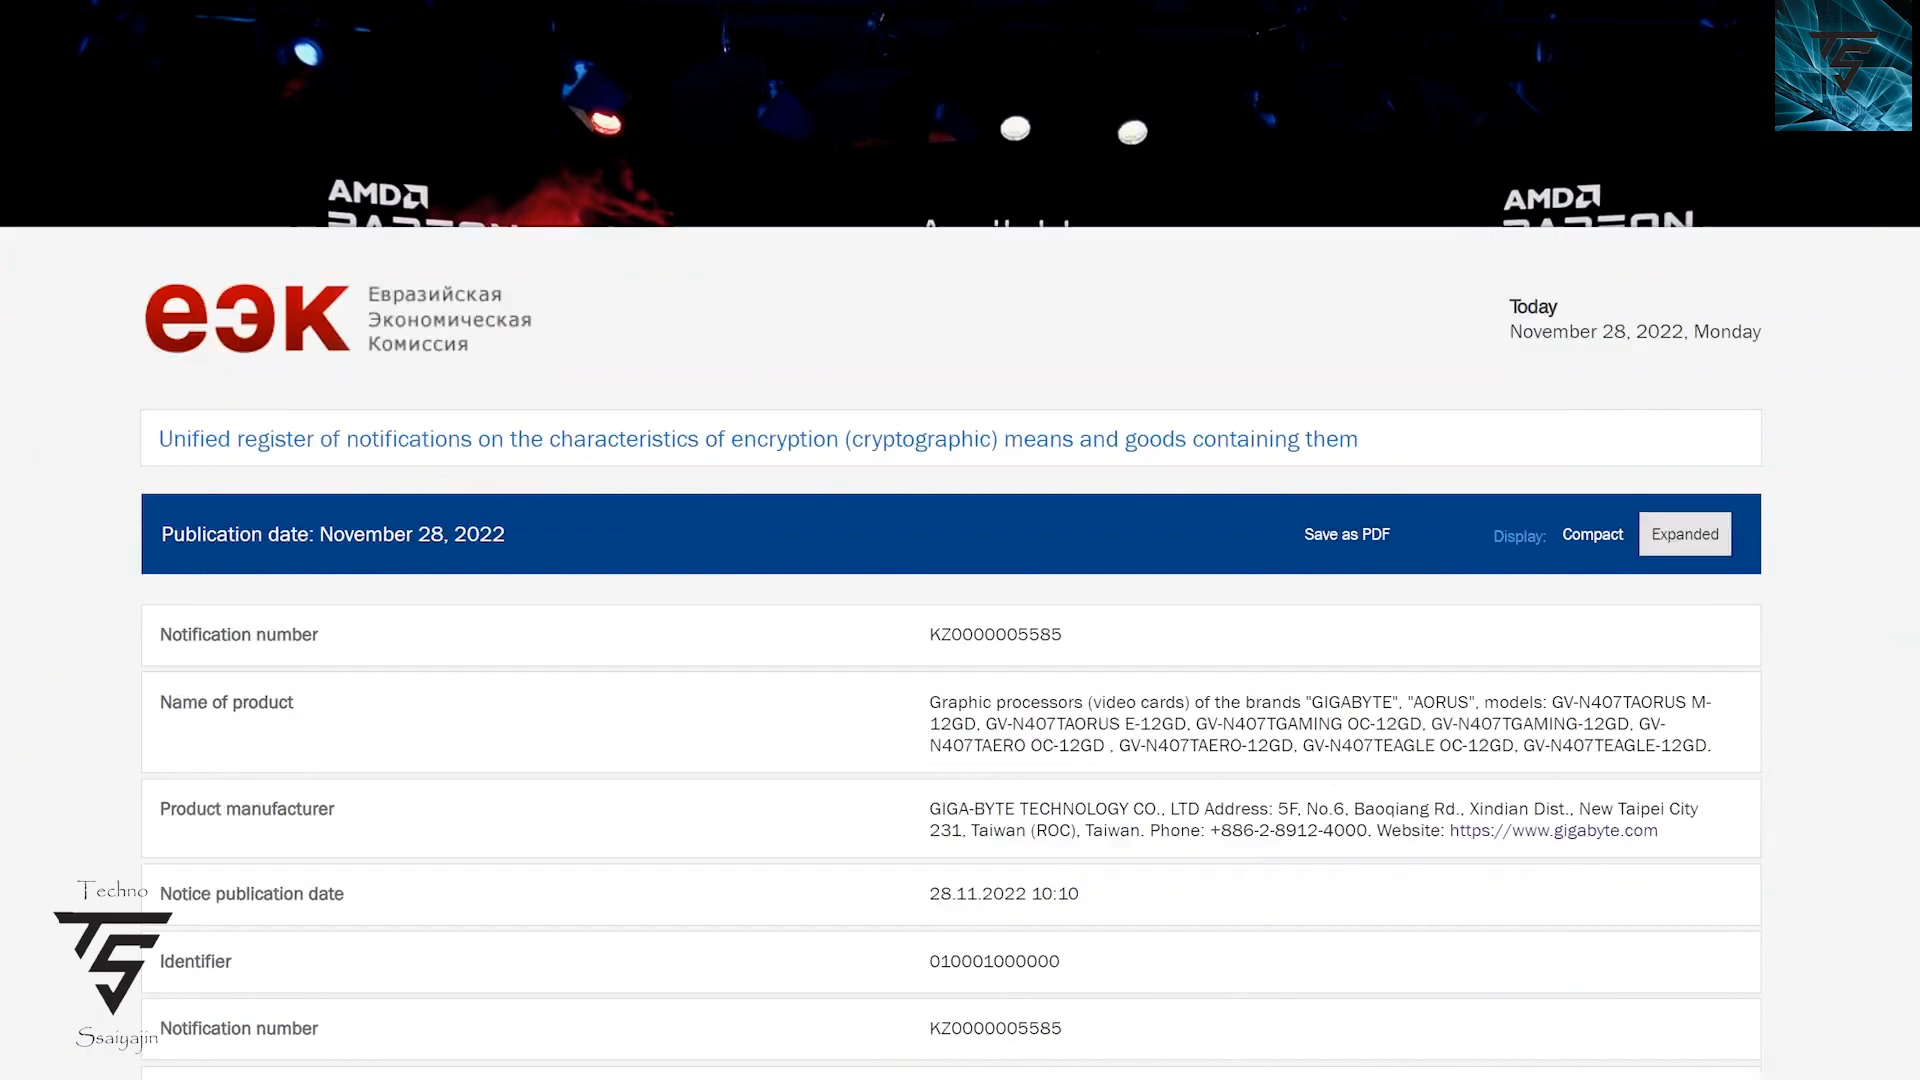 AMD
RADEON
AMD
RADEON
еэк
Евразийская
Экономическая
Комиссия
Today
November 28, 2022, Monday
Unified register of notifications on the characteristics of encryption (cryptographic) means and goods containing them
Publication date: November 28, 2022
Save as PDF
Display:
Compact
Expanded
Notification number
KZ0000005585
Name of product
Graphic processors (video cards) of the brands "GIGABYTE", "AORUS", models: GV-N407TAORUS M-
12GD, GV-N407TAORUS E-12GD, GV-N407TGAMING OC-12GD, GV-N407TGAMING-12GD, GV-
N407TAERO OC-12GD , GV-N407TAERO-12GD, GV-N407TEAGLE OC-12GD, GV-N407TEAGLE-12GD.
Product manufacturer
GIGA-BYTE TECHNOLOGY CO., LTD Address: 5F, No.6, Baoqiang Rd., Xindian Dist., New Taipei City
231, Taiwan (ROC), Taiwan. Phone: +886-2-8912-4000. Website: https://www.gigabyte.com
Notice publication date
28.11.2022 10:10
Identifier
010001000000
Notification number
KZ0000005585
Techno
TS
Ssaiyajin